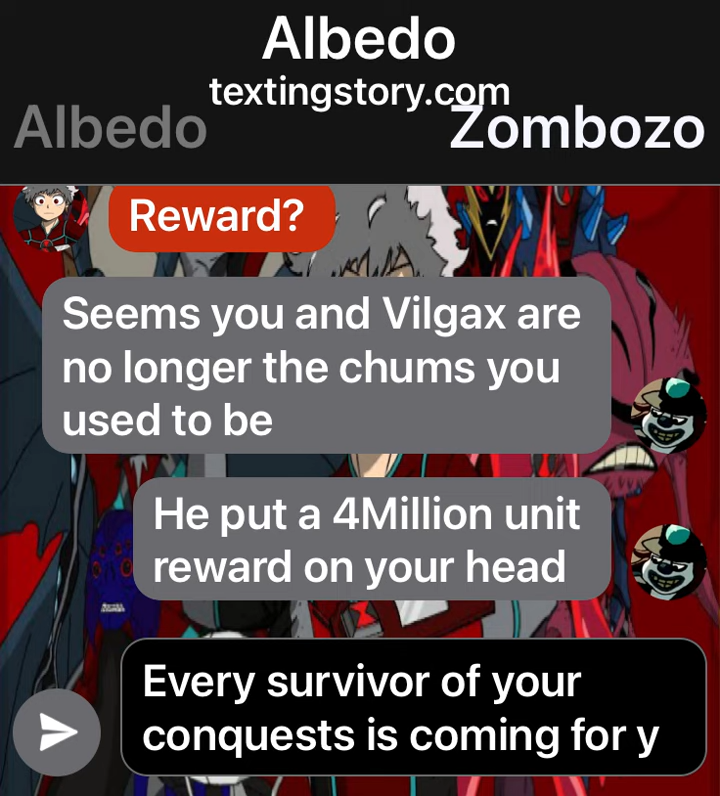 Albedo
textingstory.com
Albedo
Zombozo
Reward?
Seems you and Vilgax are
no longer the chums you
used to be
He put a 4Million unit
reward on your head
Every survivor of your
conquests is coming for y